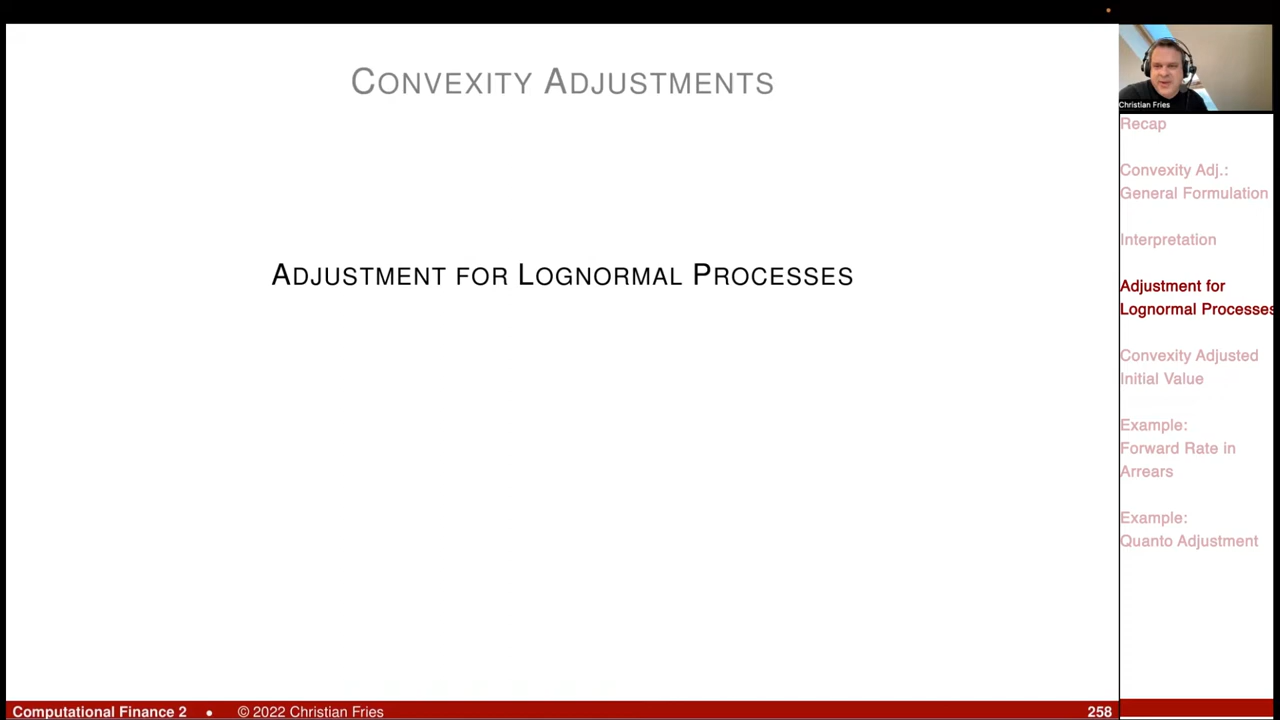 CONVEXITY ADJUSTMENTS
ADJUSTMENT FOR LOGNORMAL PROCESSES
Christian Fries
Recap
Convexity Adj.:
General Formulation
Interpretation
Adjustment for
Lognormal Processes
Convexity Adjusted
Initial Value
Example:
Forward Rate in
Arrears
Example:
Quanto Adjustment
Computational Finance 2 • © 2022 Christian Fries 258